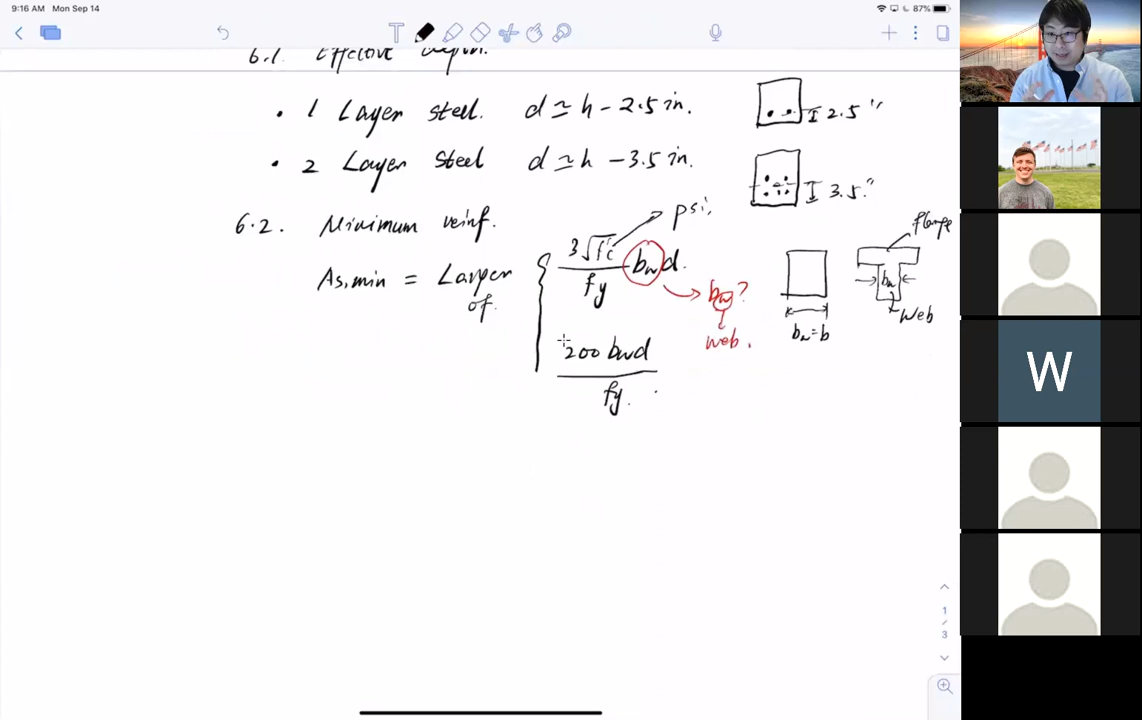 9:16 AM Mon Sep 14
87%
6.1. Effective depth.
• 1 Layer steel. d ≃ h - 2.5 in.
2.5"
• 2 Layer steel d ≃ h - 3.5 in.
3.5"
6.2. Minimum reinf.
psi.
As,min = Larger of
3√fc' / fy bwd.
bw?
web.
200 bwd / fy.
bw=b
flange
bw
Web
1 / 3
W